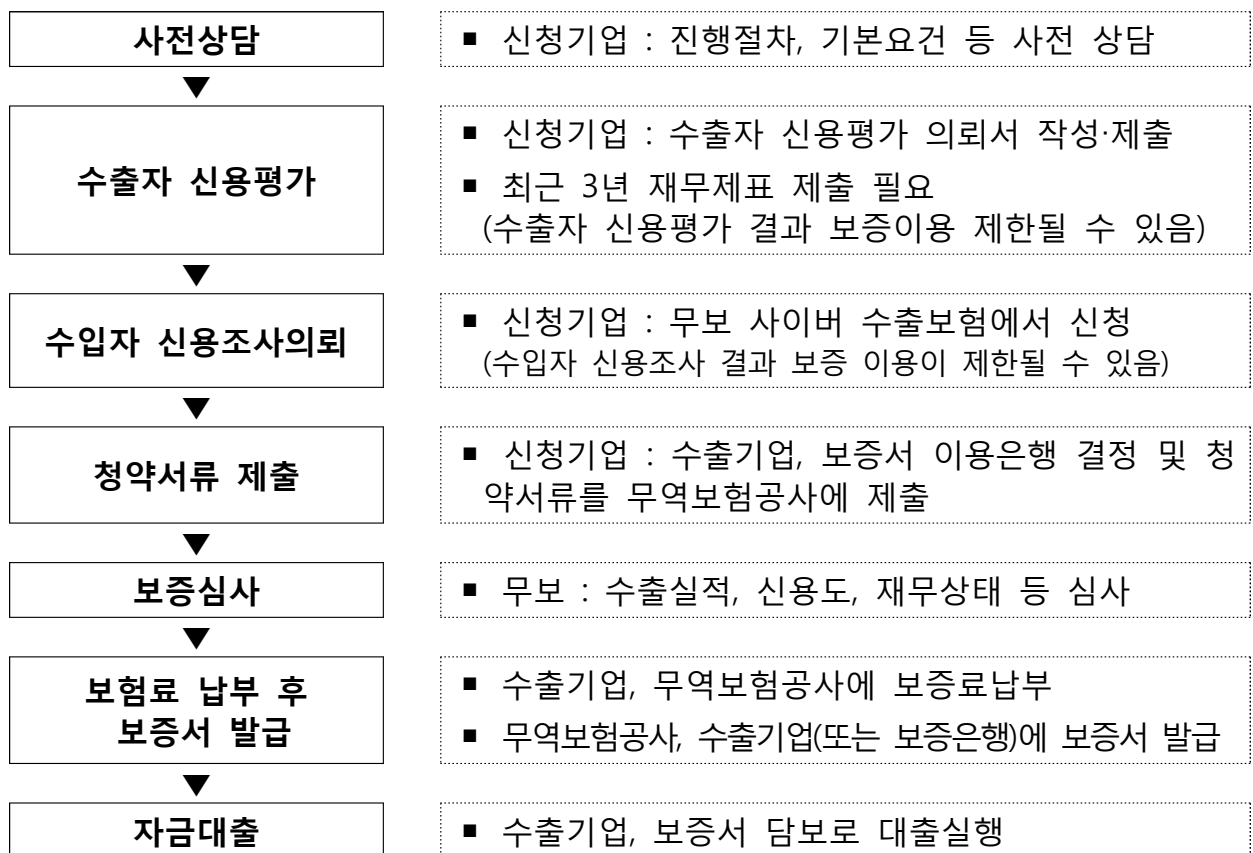 사전상담
■ 신청기업 : 진행절차, 기본요건 등 사전 상담
▼
수출자 신용평가
■ 신청기업 : 수출자 신용평가 의뢰서 작성·제출
■ 최근 3년 재무제표 제출 필요
(수출자 신용평가 결과 보증이용 제한될 수 있음)
▼
수입자 신용조사의뢰
■ 신청기업 : 무보 사이버 수출보험에서 신청
(수입자 신용조사 결과 보증 이용이 제한될 수 있음)
▼
청약서류 제출
■ 신청기업 : 수출기업, 보증서 이용은행 결정 및 청
약서류를 무역보험공사에 제출
▼
보증심사
■ 무보 : 수출실적, 신용도, 재무상태 등 심사
▼
보험료 납부 후
보증서 발급
■ 수출기업, 무역보험공사에 보증료납부
■ 무역보험공사, 수출기업(또는 보증은행)에 보증서 발급
▼
자금대출
■ 수출기업, 보증서 담보로 대출실행